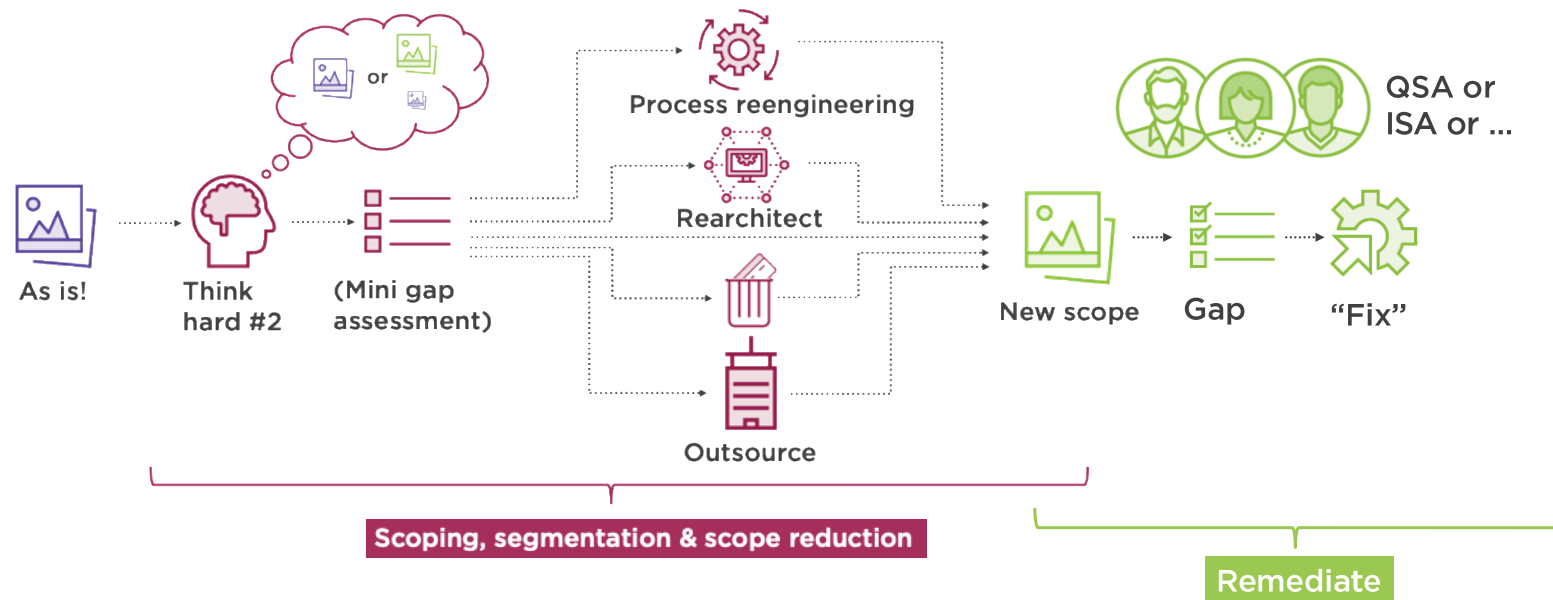 or
Process reengineering
QSA or
ISA or ...
Rearchitect
As is!
Think
hard #2
(Mini gap
assessment)
New scope
Gap
“Fix”
Outsource
Scoping, segmentation & scope reduction
Remediate